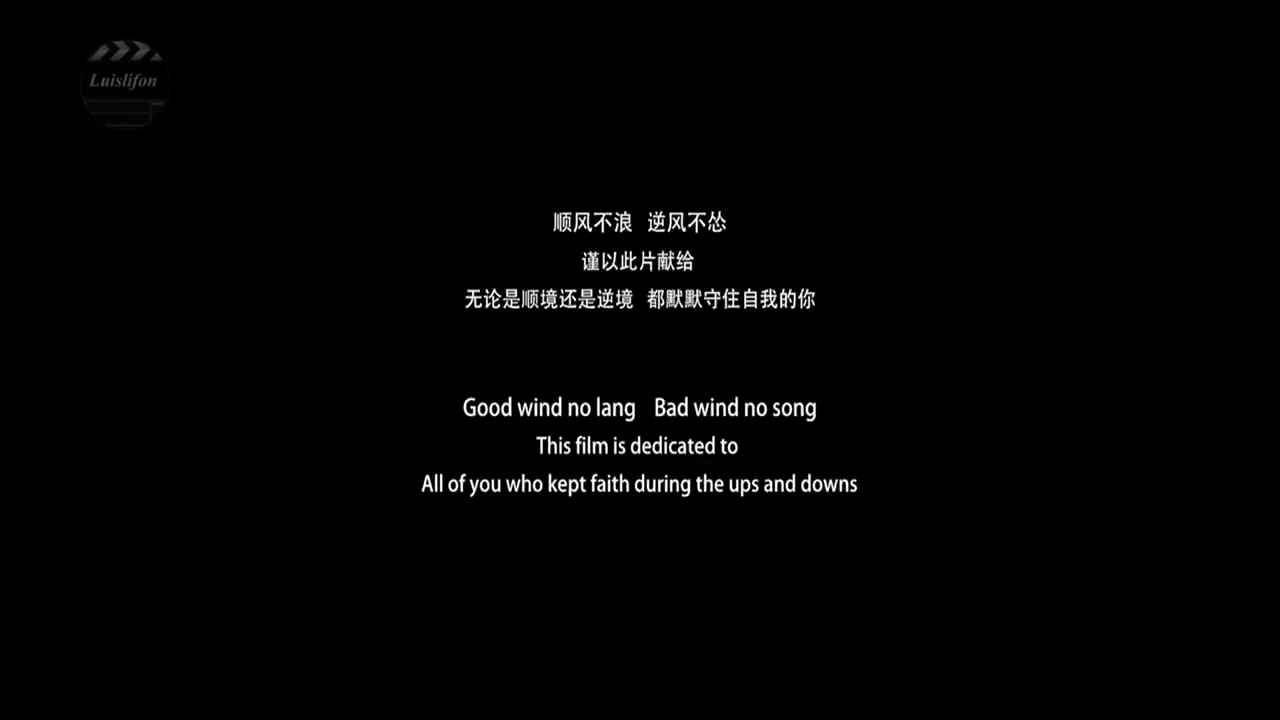 Luislifon
顺风不浪 逆风不怂
谨以此片献给
无论是顺境还是逆境 都默默守住自我的你
Good wind no lang Bad wind no song
This film is dedicated to
All of you who kept faith during the ups and downs